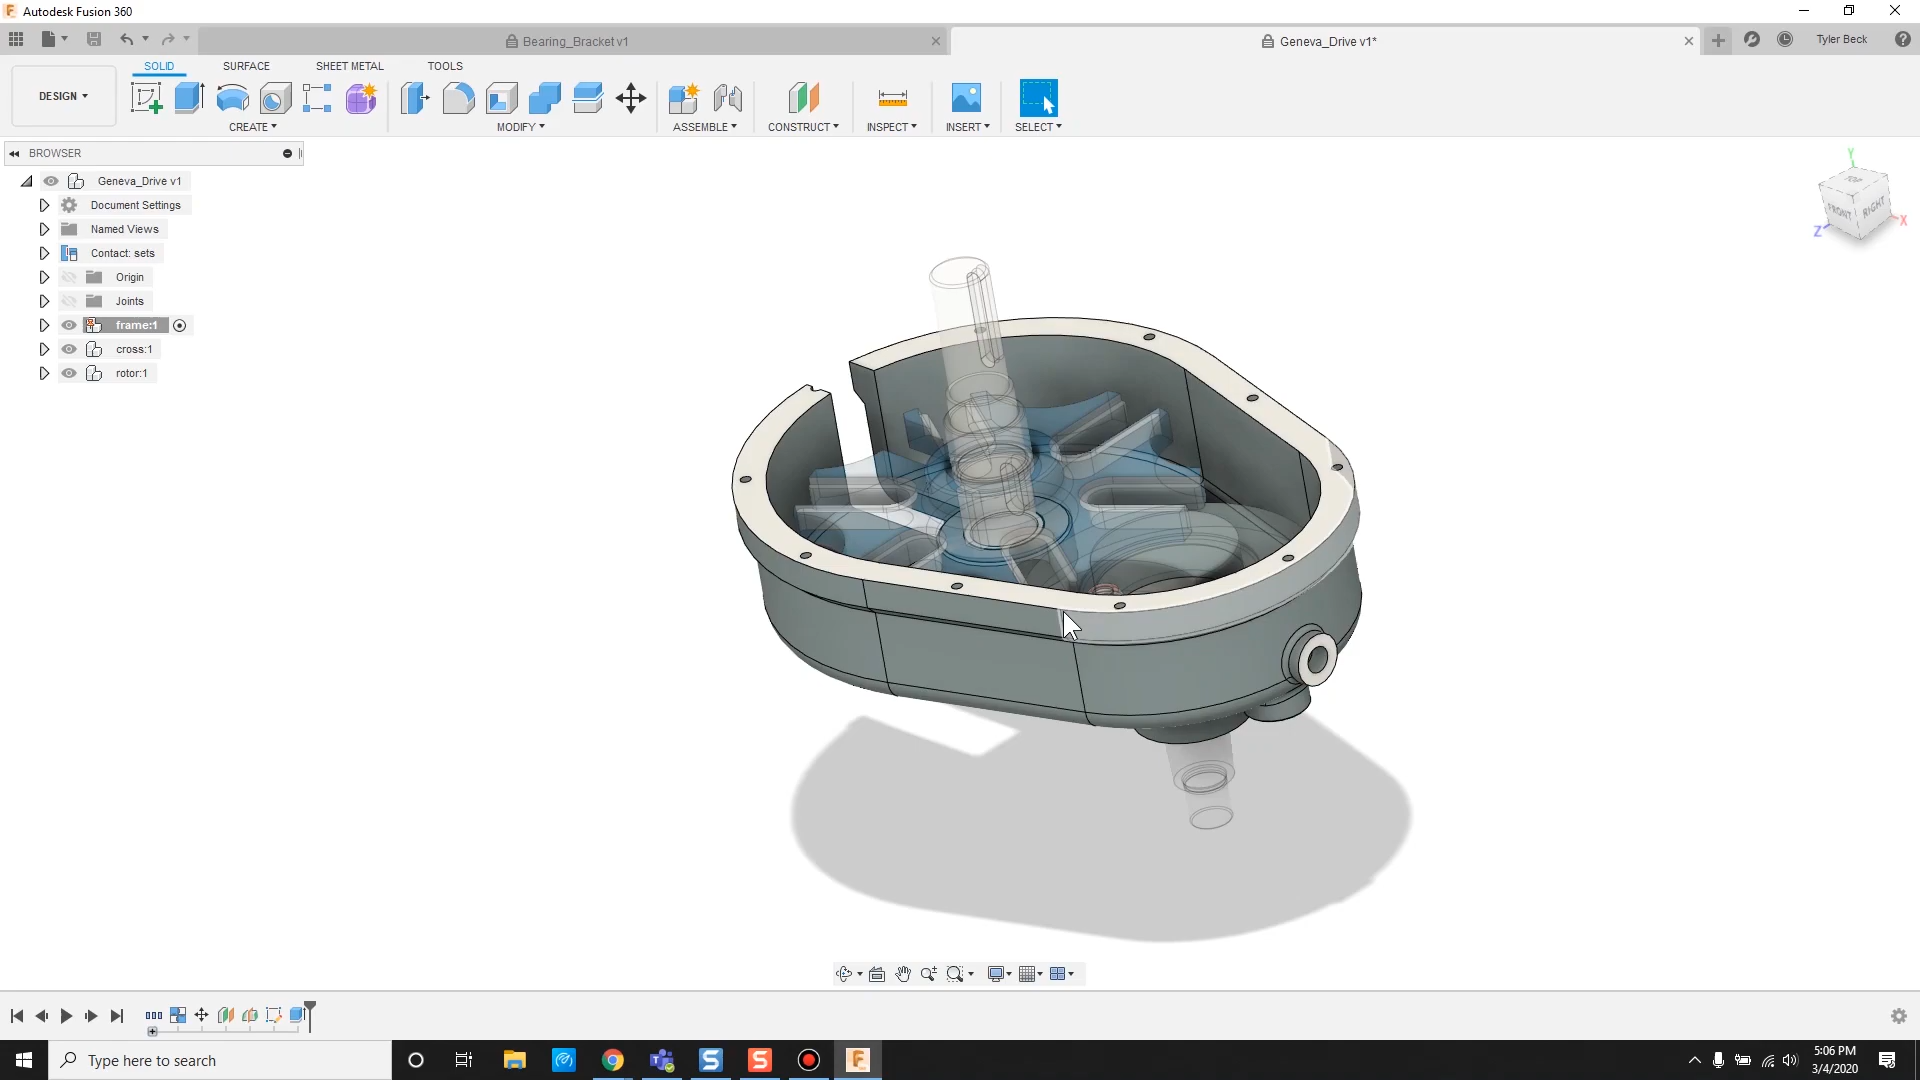 Autodesk Fusion 360
Bearing_Bracket v1
Geneva_Drive v1*
Tyler Beck
SOLID SURFACE SHEET METAL TOOLS
DESIGN
CREATE MODIFY ASSEMBLE CONSTRUCT INSPECT INSERT SELECT
BROWSER
Geneva_Drive v1
Document Settings
Named Views
Contact: sets
Origin
Joints
frame:1
cross:1
rotor:1
Y
TOP
FRONT
RIGHT
X
Z
Type here to search
5:06 PM
3/4/2020